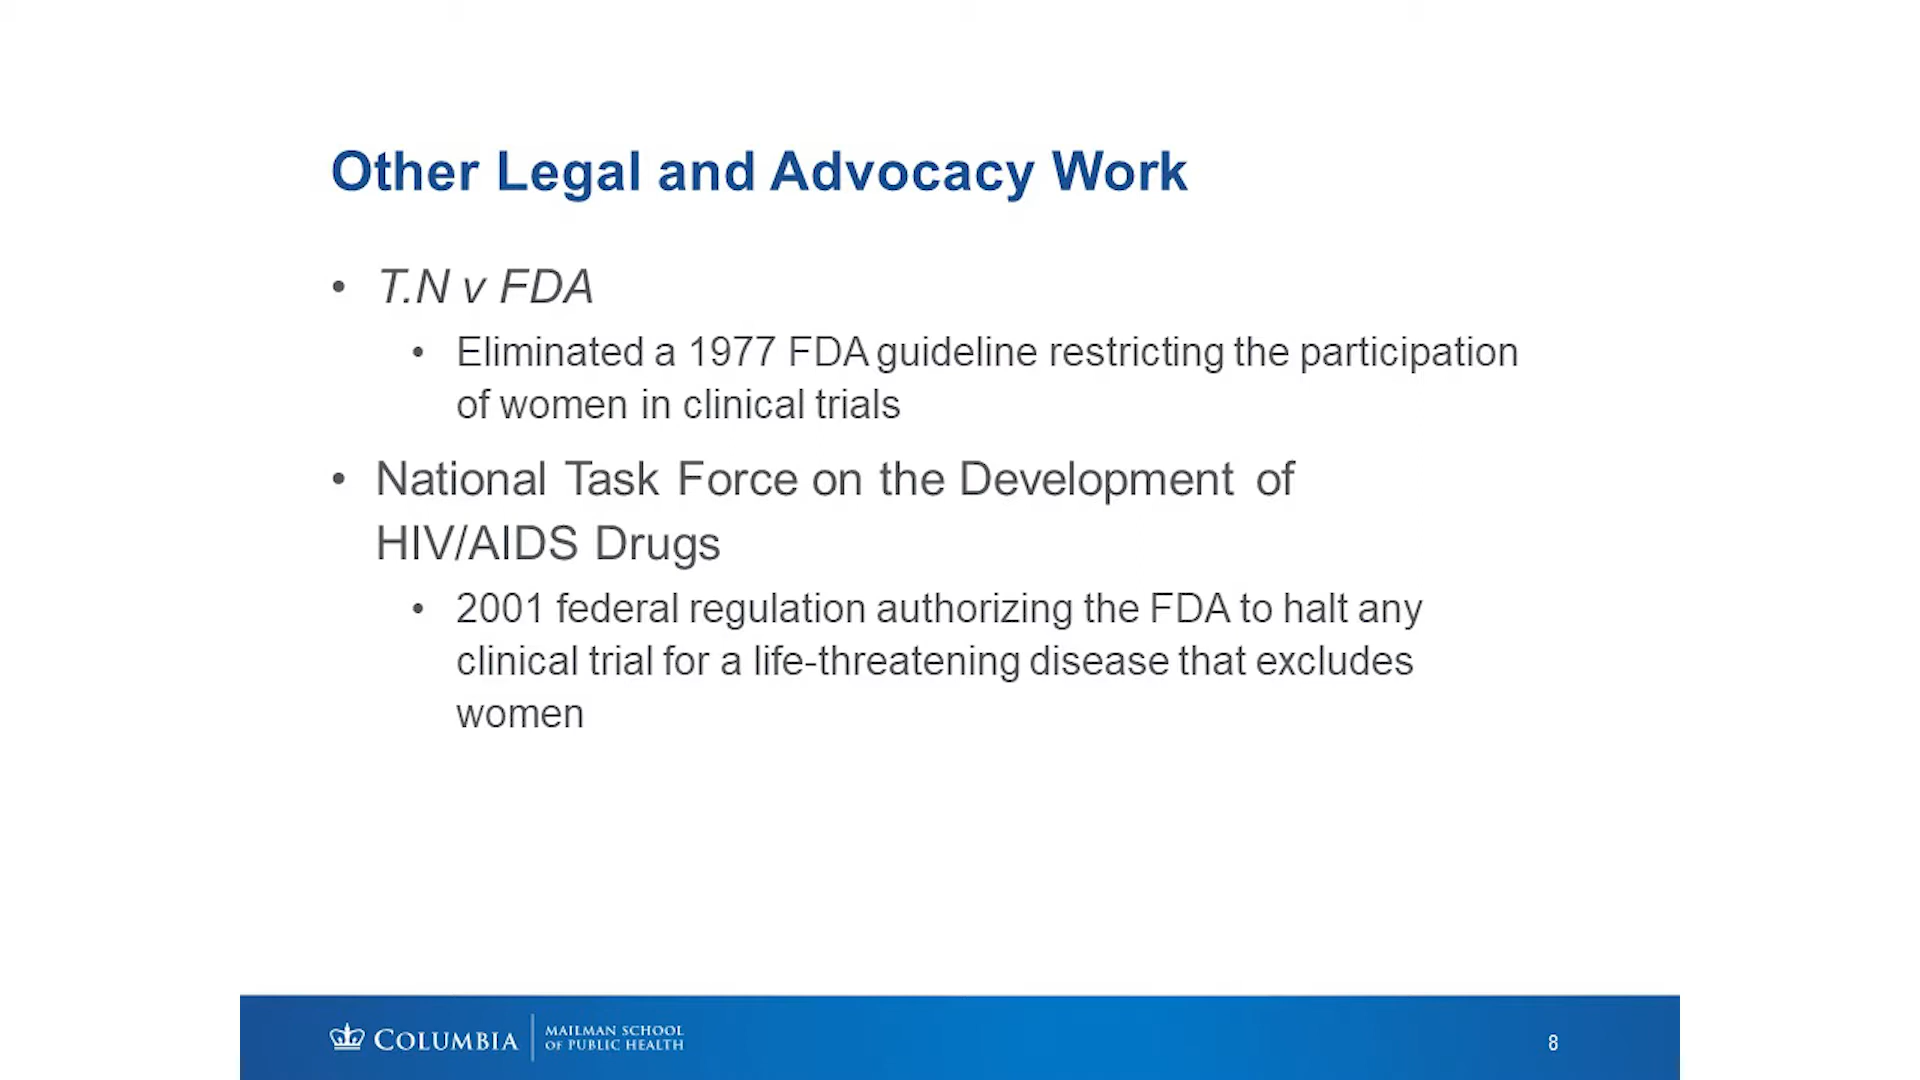 Other Legal and Advocacy Work
• T.N v FDA
• Eliminated a 1977 FDA guideline restricting the participation
of women in clinical trials
• National Task Force on the Development of
HIV/AIDS Drugs
• 2001 federal regulation authorizing the FDA to halt any
clinical trial for a life-threatening disease that excludes
women
COLUMBIA
MAILMAN SCHOOL
OF PUBLIC HEALTH
8